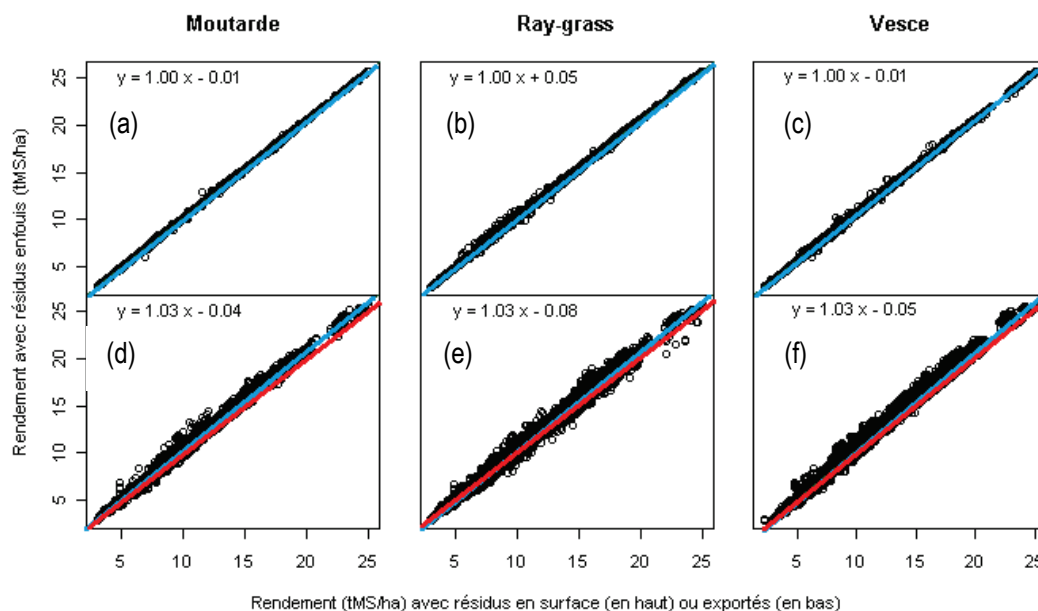 Moutarde Ray-grass Vesce
y = 1.00 x - 0.01 y = 1.00 x + 0.05 y = 1.00 x - 0.01
(a) (b) (c)
25
20
15
10
5
y = 1.03 x - 0.04 y = 1.03 x - 0.08 y = 1.03 x - 0.05
(d) (e) (f)
25
20
15
10
5
5 10 15 20 25 5 10 15 20 25 5 10 15 20 25
Rendement avec résidus enfouis (tMS/ha)
Rendement (tMS/ha) avec résidus en surface (en haut) ou exportés (en bas)